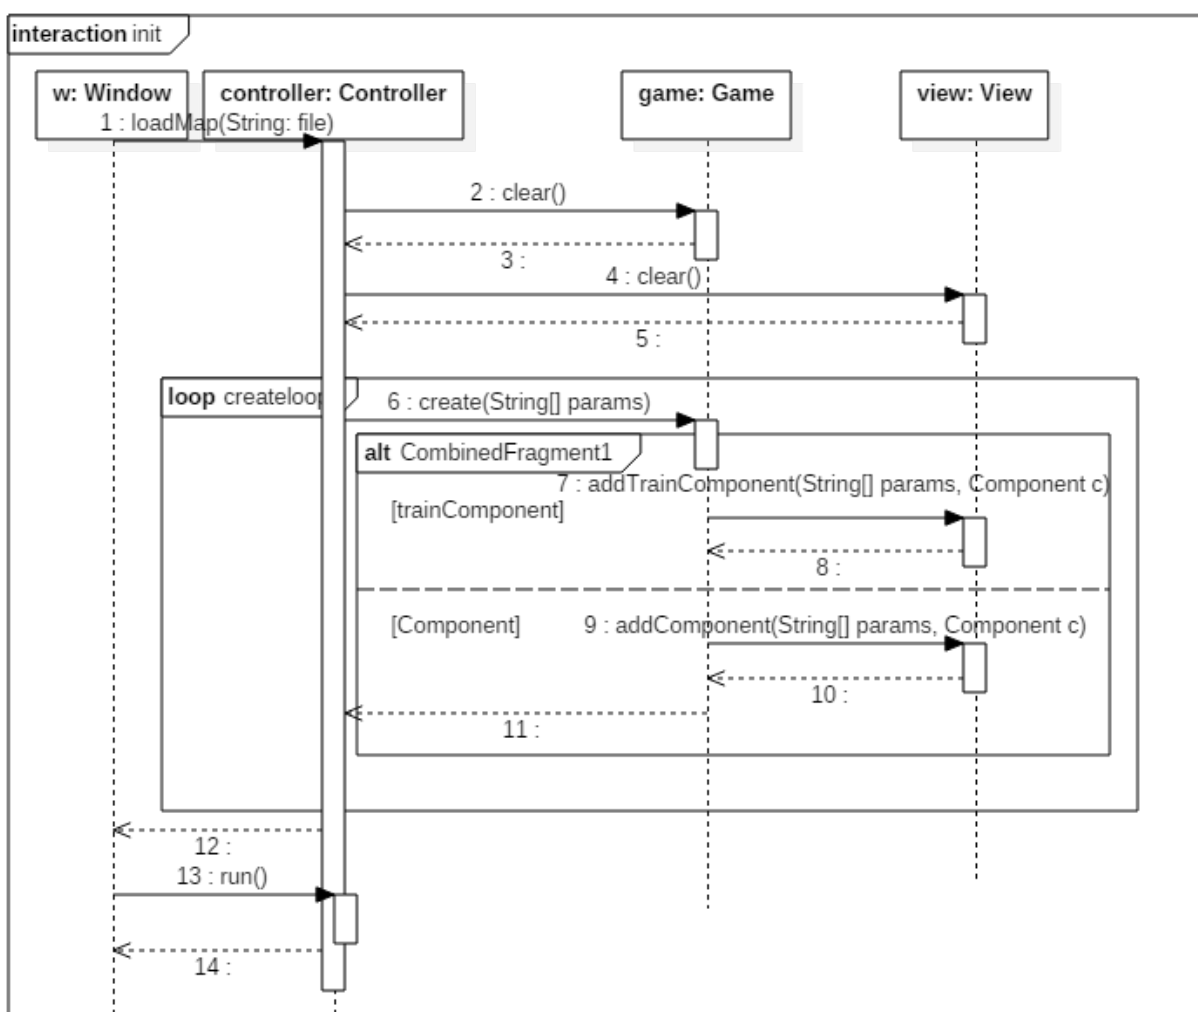 interaction init
w: Window
controller: Controller
game: Game
view: View
1 : loadMap(String: file)
2 : clear()
3 :
4 : clear()
5 :
loop createloop
6 : create(String[] params)
alt CombinedFragment1
7 : addTrainComponent(String[] params, Component c)
[trainComponent]
8 :
[Component]
9 : addComponent(String[] params, Component c)
10 :
11 :
12 :
13 : run()
14 :